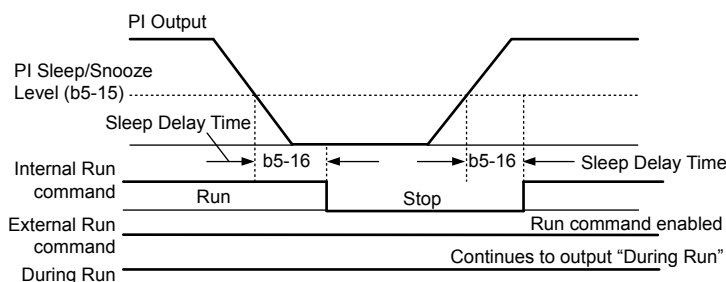 PI Output
PI Sleep/Snooze
Level (b5-15)
Sleep Delay Time
b5-16
b5-16
Sleep Delay Time
Internal Run
command
Run
Stop
External Run
command
Run command enabled
Continues to output “During Run”
During Run